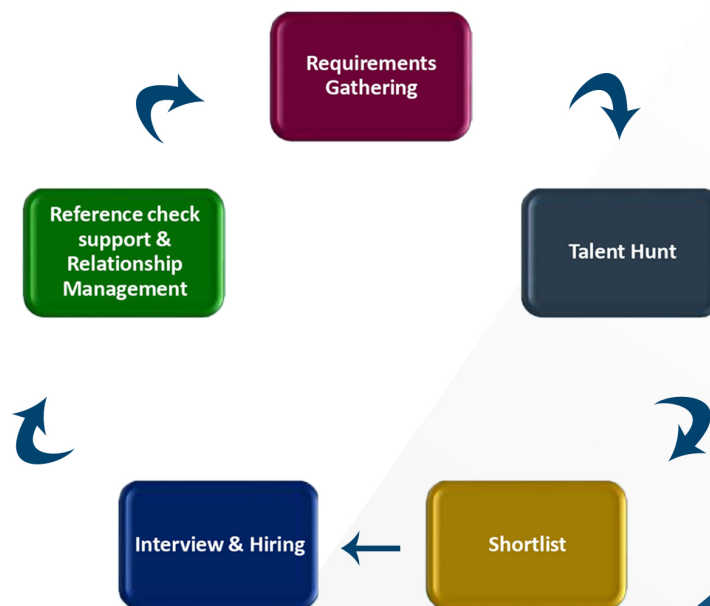 Requirements
Gathering
Talent Hunt
Shortlist
Interview & Hiring
Reference check
support &
Relationship
Management